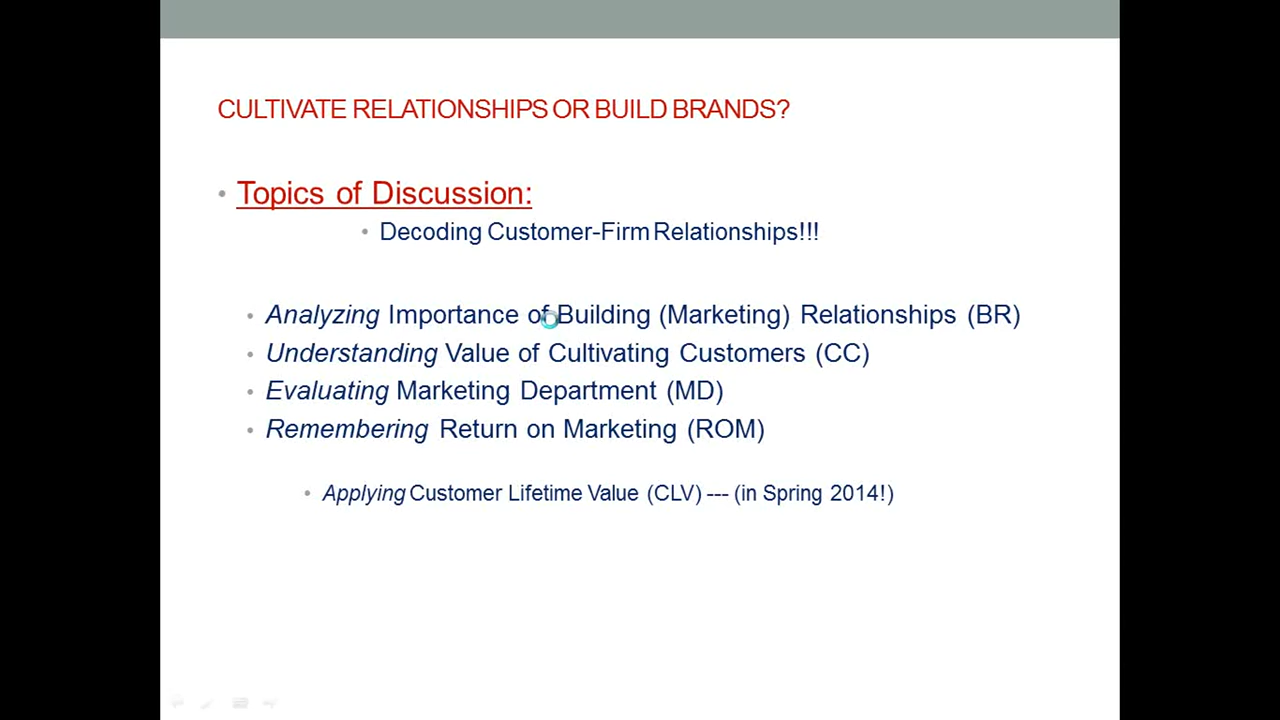 CULTIVATE RELATIONSHIPS OR BUILD BRANDS?
• Topics of Discussion:
• Decoding Customer-Firm Relationships!!!
• Analyzing Importance of Building (Marketing) Relationships (BR)
• Understanding Value of Cultivating Customers (CC)
• Evaluating Marketing Department (MD)
• Remembering Return on Marketing (ROM)
• Applying Customer Lifetime Value (CLV) --- (in Spring 2014!)